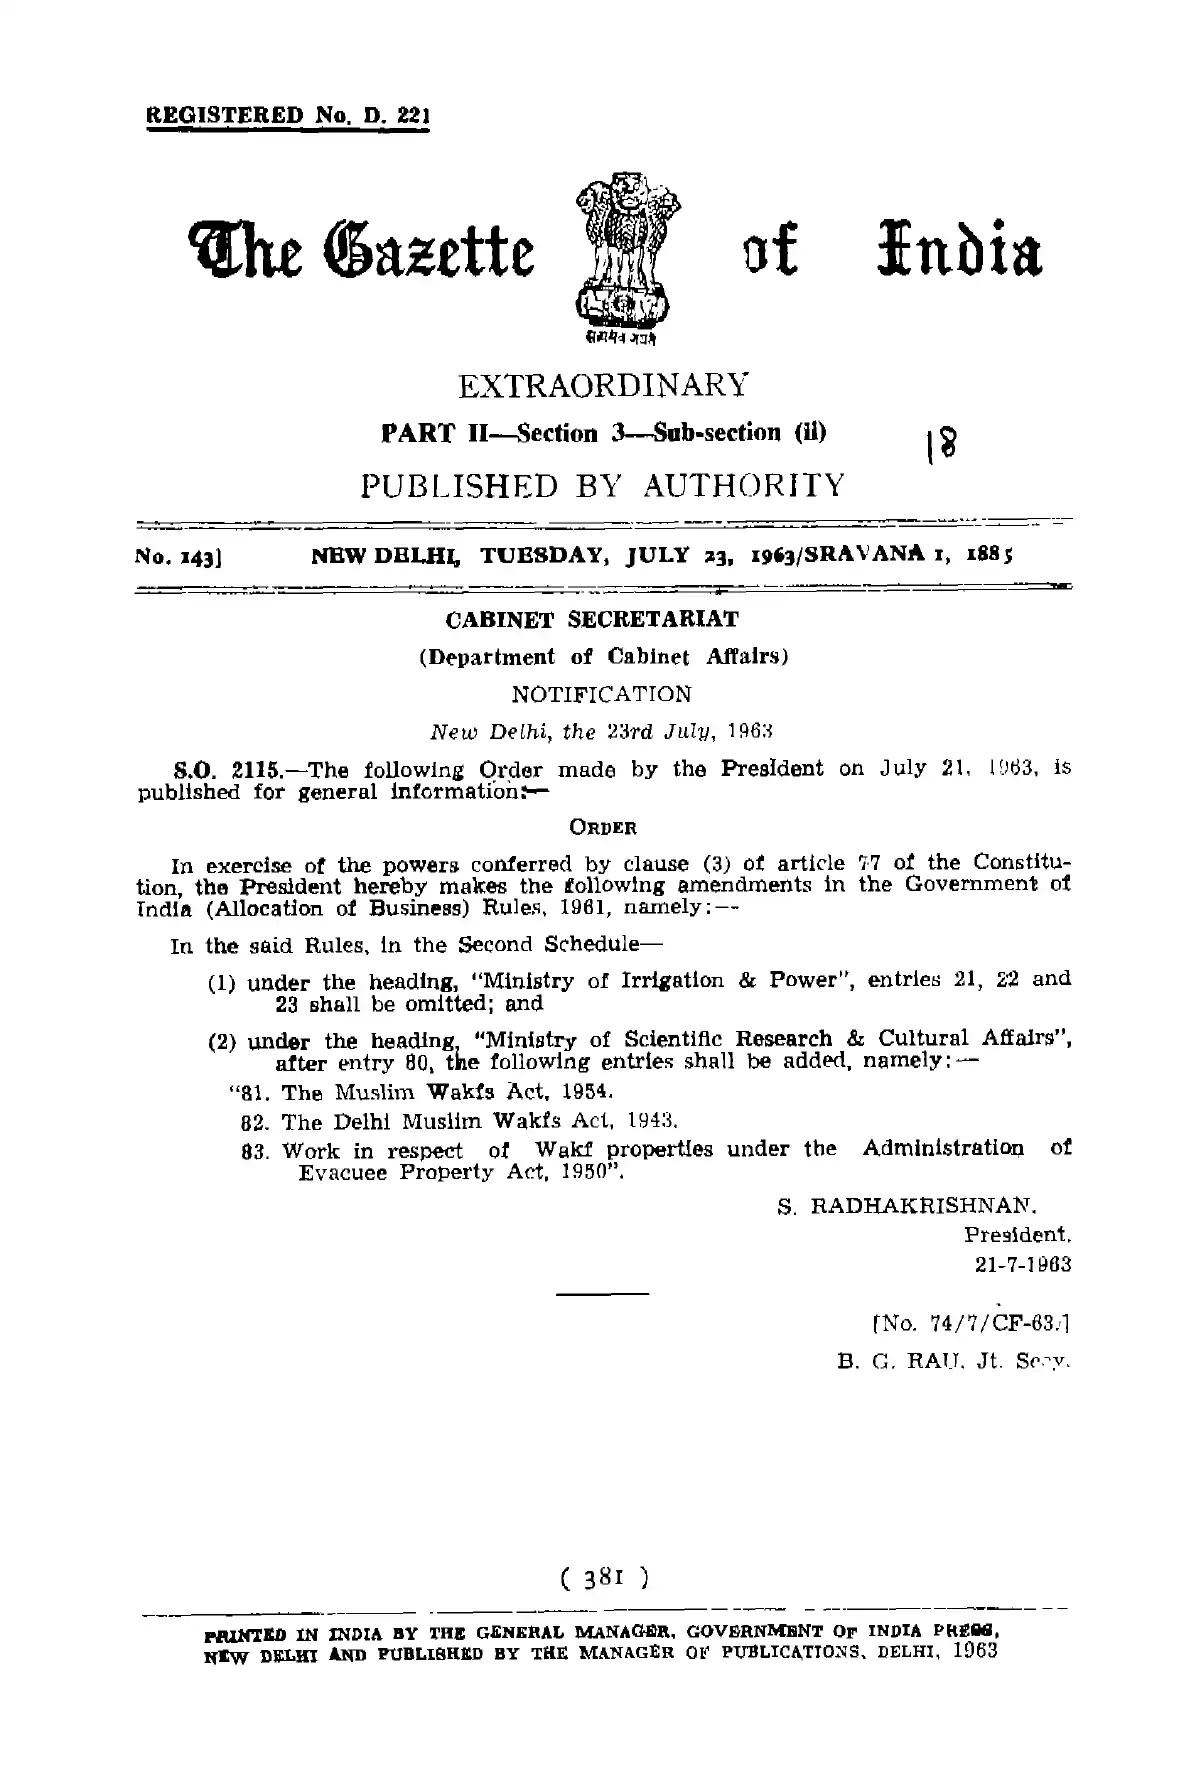 REGISTERED No. D. 221
The Gazette of India
EXTRAORDINARY
PART II—Section 3—Sub-section (ii)
18
PUBLISHED BY AUTHORITY
No. 143] NEW DELHI, TUESDAY, JULY 23, 1963/SRAVANA 1, 1885
CABINET SECRETARIAT
(Department of Cabinet Affairs)
NOTIFICATION
New Delhi, the 23rd July, 1963
S.O. 2115.—The following Order made by the President on July 21, 1963, is
published for general information:—
ORDER
In exercise of the powers conferred by clause (3) of article 77 of the Constitu-
tion, the President hereby makes the following amendments in the Government of
India (Allocation of Business) Rules, 1961, namely:—
In the said Rules, in the Second Schedule—
(1) under the heading, "Ministry of Irrigation & Power", entries 21, 22 and
23 shall be omitted; and
(2) under the heading, "Ministry of Scientific Research & Cultural Affairs",
after entry 80, the following entries shall be added, namely:—
"81. The Muslim Wakfs Act, 1954.
82. The Delhi Muslim Wakfs Act, 1943.
83. Work in respect of Wakf properties under the Administration of
Evacuee Property Act, 1950".
S. RADHAKRISHNAN.
President.
21-7-1963
[No. 74/7/CF-63.]
B. G. RAU. Jt. Secy.
( 381 )
PRINTED IN INDIA BY THE GENERAL MANAGER, GOVERNMENT OF INDIA PRESS,
NEW DELHI AND PUBLISHED BY THE MANAGER OF PUBLICATIONS, DELHI, 1963